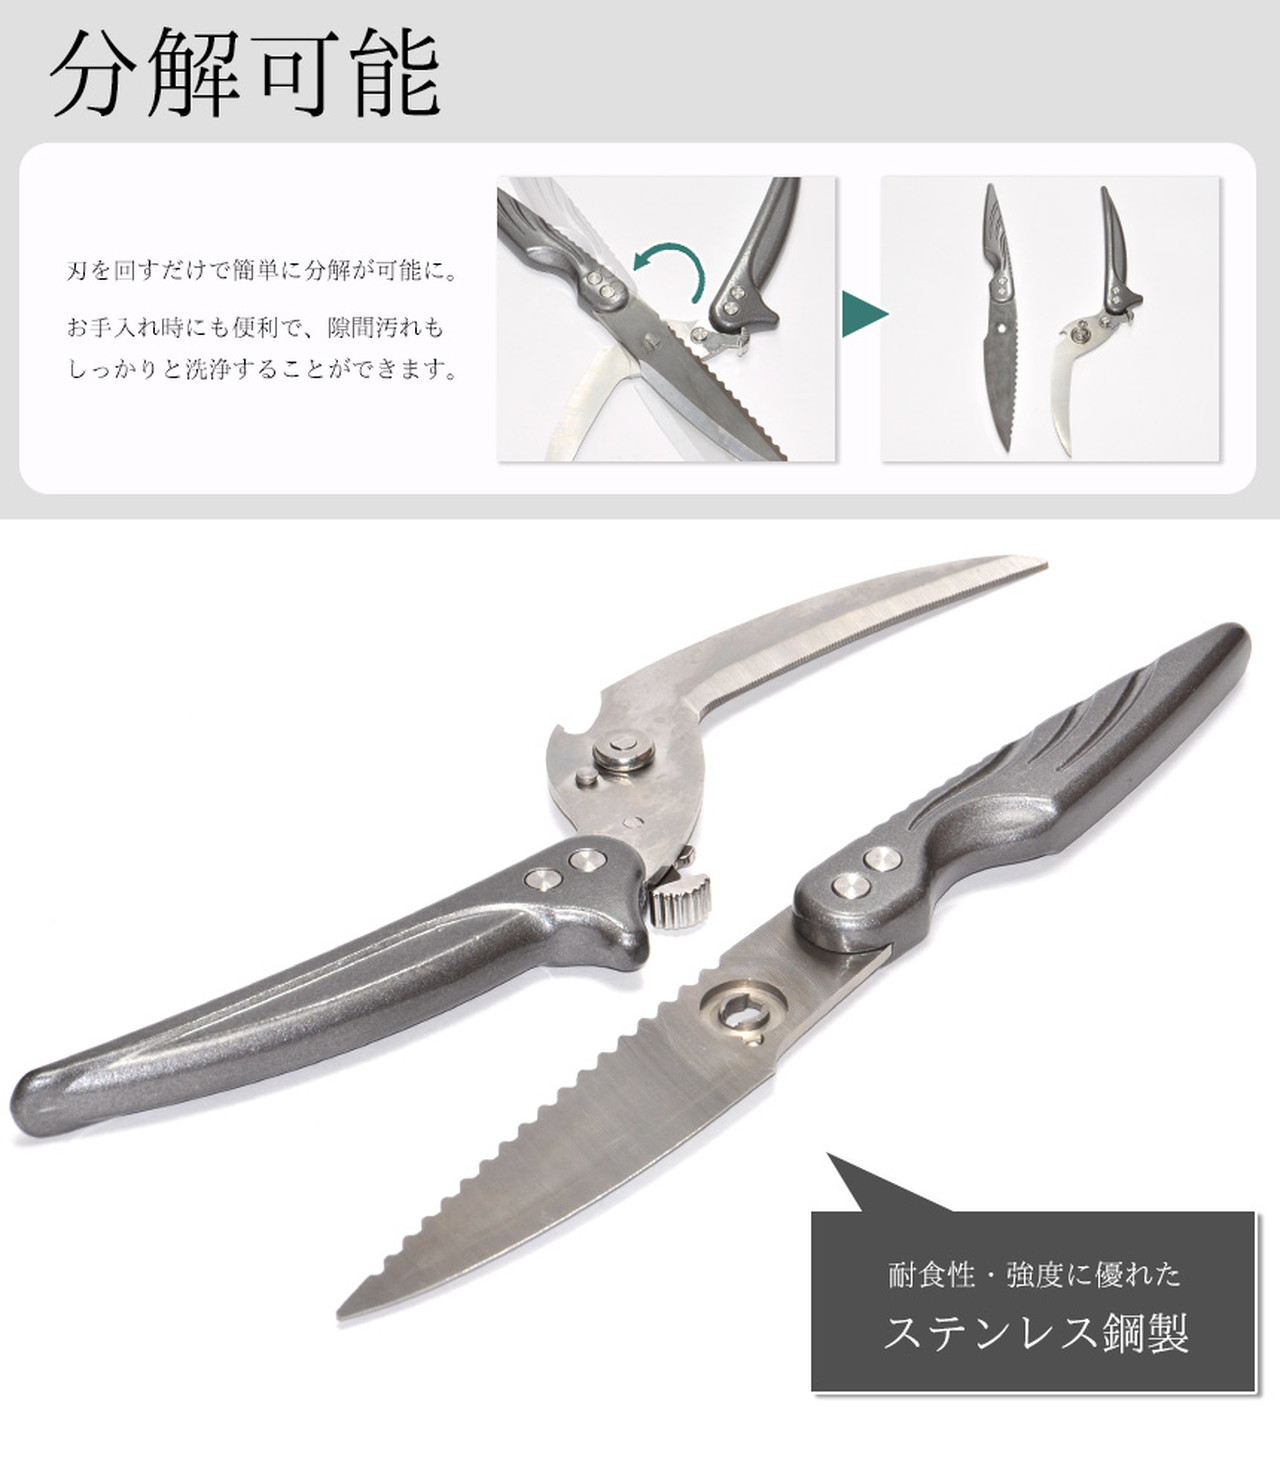 分解可能
刃を回すだけで簡単に分解が可能に。
お手入れ時にも便利で、隙間汚れも
しっかりと洗浄することができます。
耐食性・強度に優れた
ステンレス鋼製